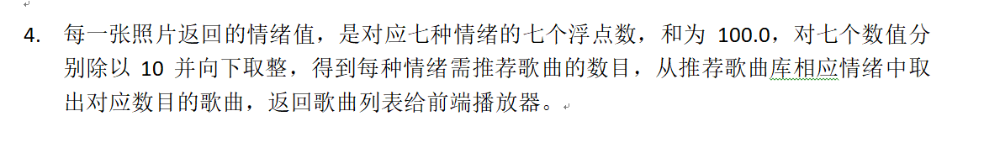 4. 每一张照片返回的情绪值，是对应七种情绪的七个浮点数，和为 100.0，对七个数值分
别除以 10 并向下取整，得到每种情绪需推荐歌曲的数目，从推荐歌曲库相应情绪中取
出对应数目的歌曲，返回歌曲列表给前端播放器。